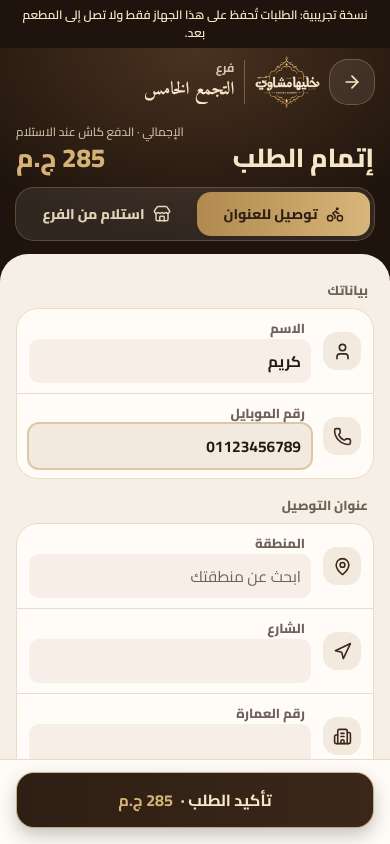 نسخة تجريبية: الطلبات تُحفظ على هذا الجهاز فقط ولا تصل إلى المطعم
بعد.
خليها مشاوي
فرع
التجمع الخامس
الإجمالي · الدفع كاش عند الاستلام
إتمام الطلب
285 ج.م
توصيل للعنوان
استلام من الفرع
بياناتك
الاسم
كريم
رقم الموبايل
01123456789
عنوان التوصيل
المنطقة
ابحث عن منطقتك
الشارع
رقم العمارة
تأكيد الطلب · 285 ج.م